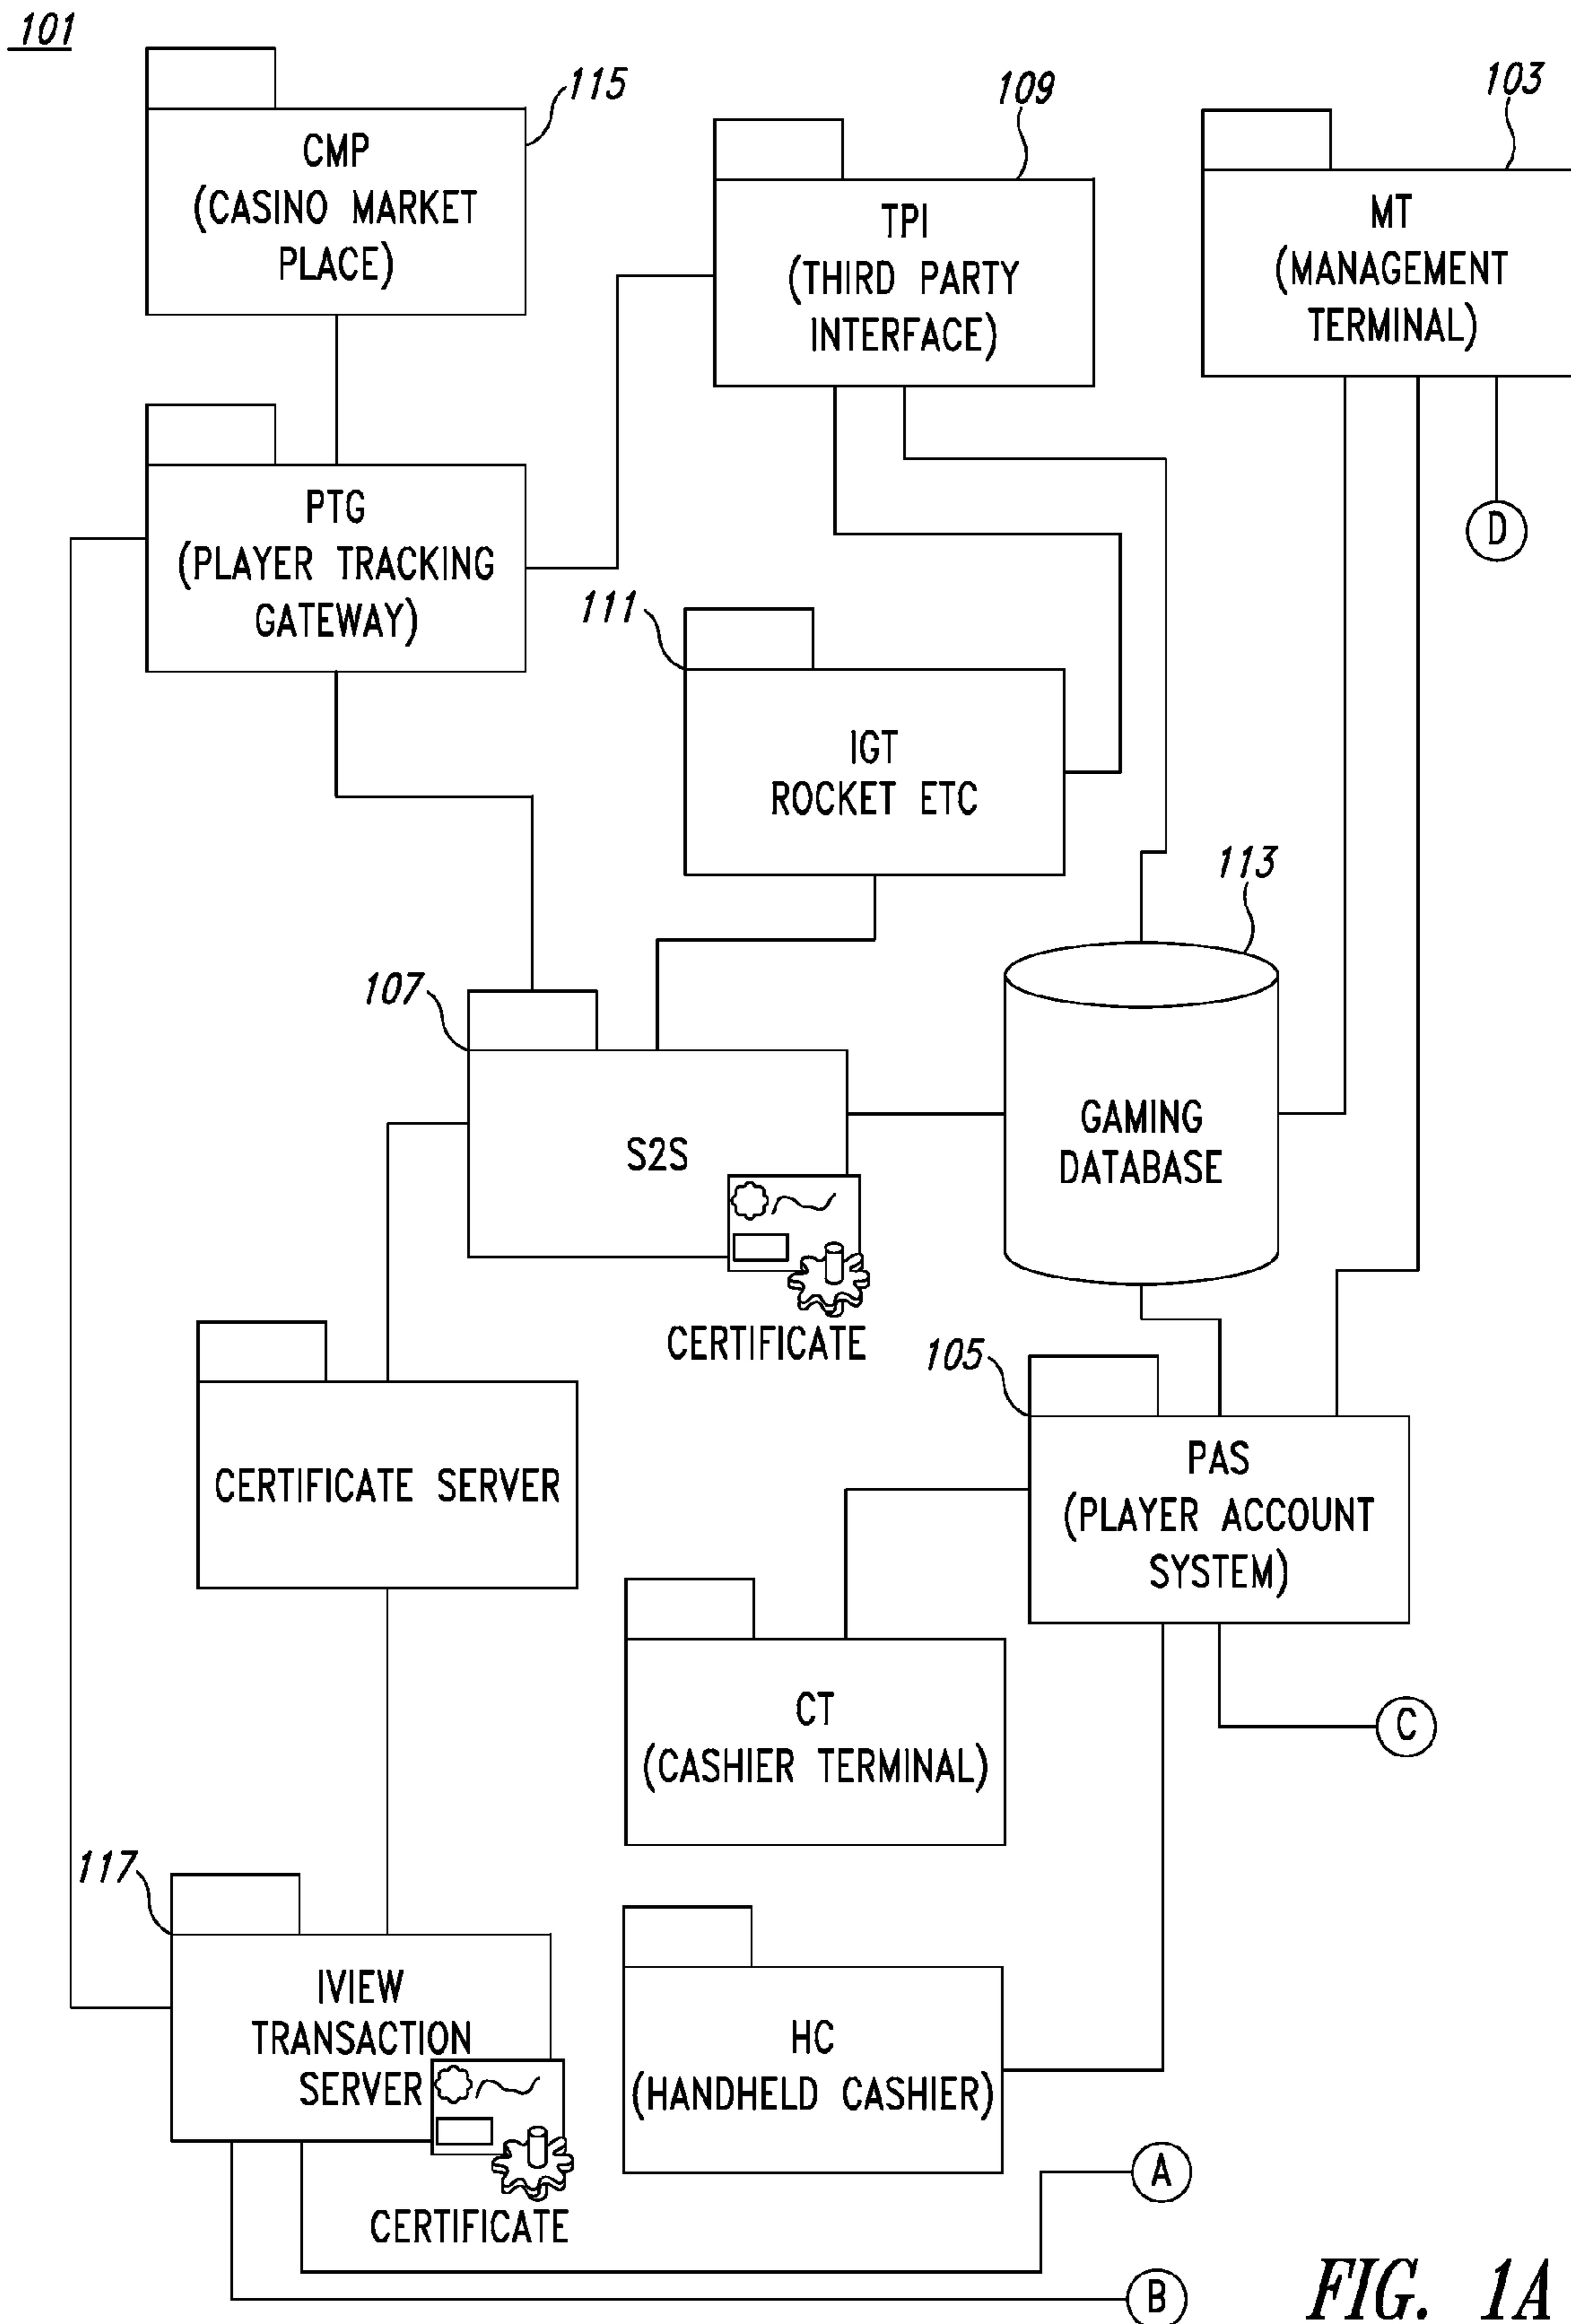 101
115
CMP
(CASINO MARKET
PLACE)
109
TPI
(THIRD PARTY
INTERFACE)
103
MT
(MANAGEMENT
TERMINAL)
D
PTG
(PLAYER TRACKING
GATEWAY)
111
IGT
ROCKET ETC
113
GAMING
DATABASE
107
S2S
CERTIFICATE
CERTIFICATE SERVER
105
PAS
(PLAYER ACCOUNT
SYSTEM)
CT
(CASHIER TERMINAL)
C
117
IVIEW
TRANSACTION
SERVER
CERTIFICATE
HC
(HANDHELD CASHIER)
A
B
FIG. 1A